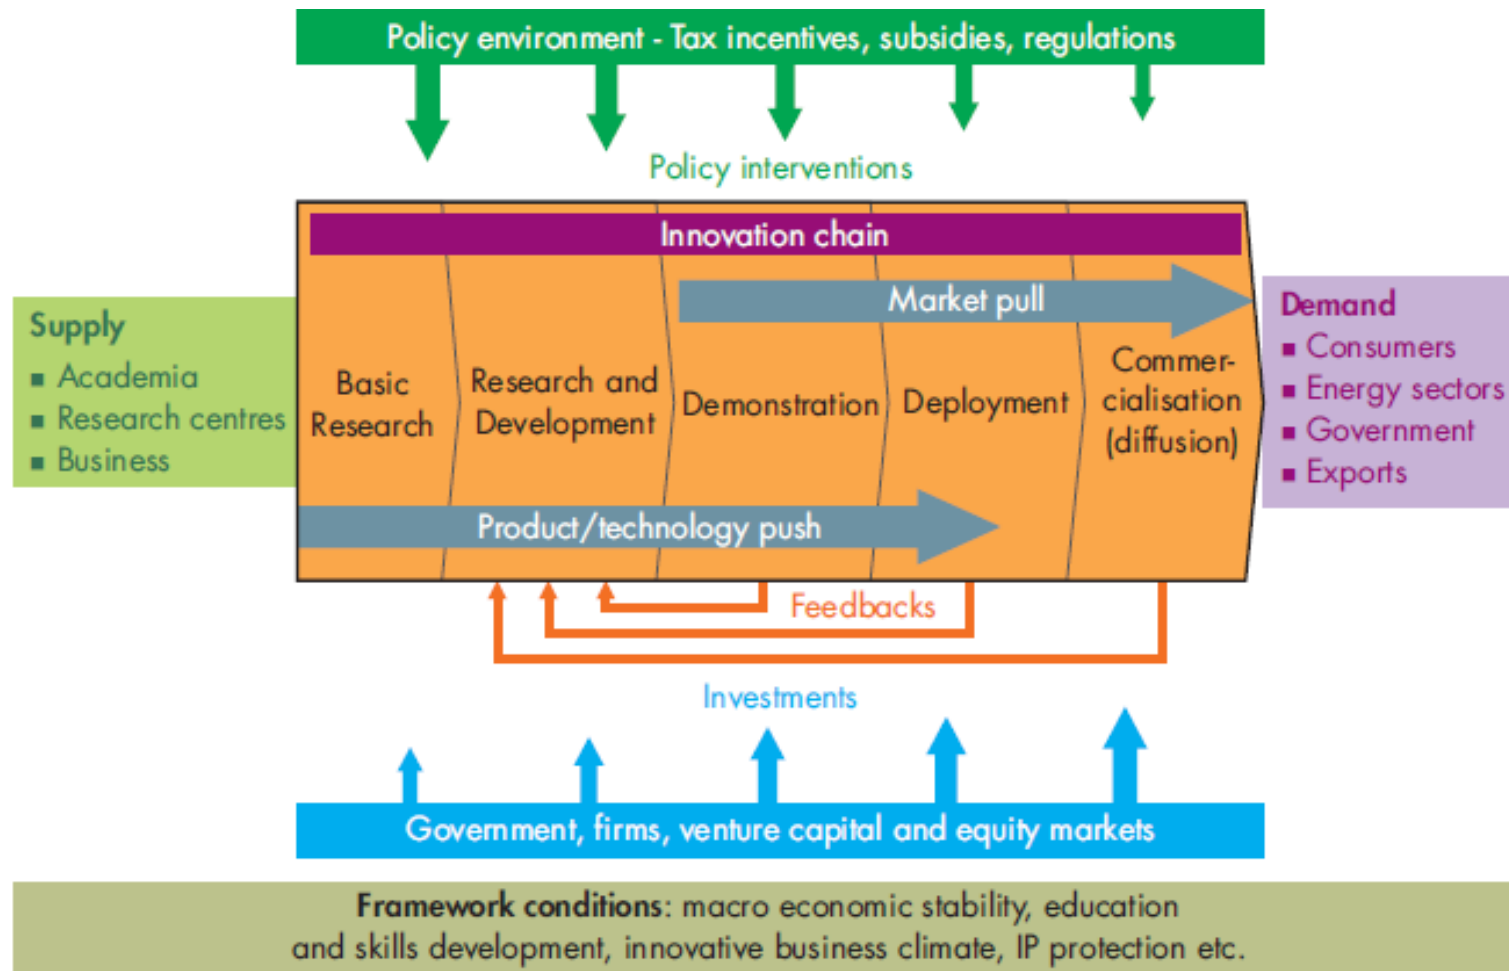 Policy environment - Tax incentives, subsidies, regulations
Policy interventions
Innovation chain
Market pull
Supply
■ Academia
■ Research centres
■ Business
Basic
Research
Research and
Development
Demonstration
Deployment
Commer-
cialisation
(diffusion)
Demand
■ Consumers
■ Energy sectors
■ Government
■ Exports
Product/technology push
Feedbacks
Investments
Government, firms, venture capital and equity markets
Framework conditions: macro economic stability, education
and skills development, innovative business climate, IP protection etc.